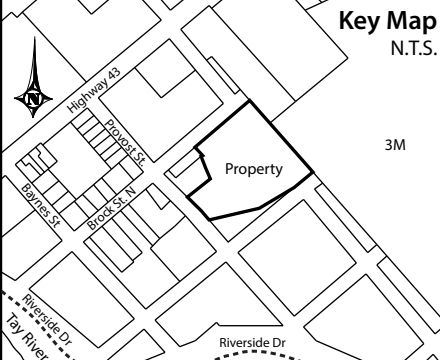 Key Map
N.T.S.
N
Highway 43
Provost St.
3M
Property
Baynes St
Brock St. N
Riverside Dr
Tay River
Riverside Dr